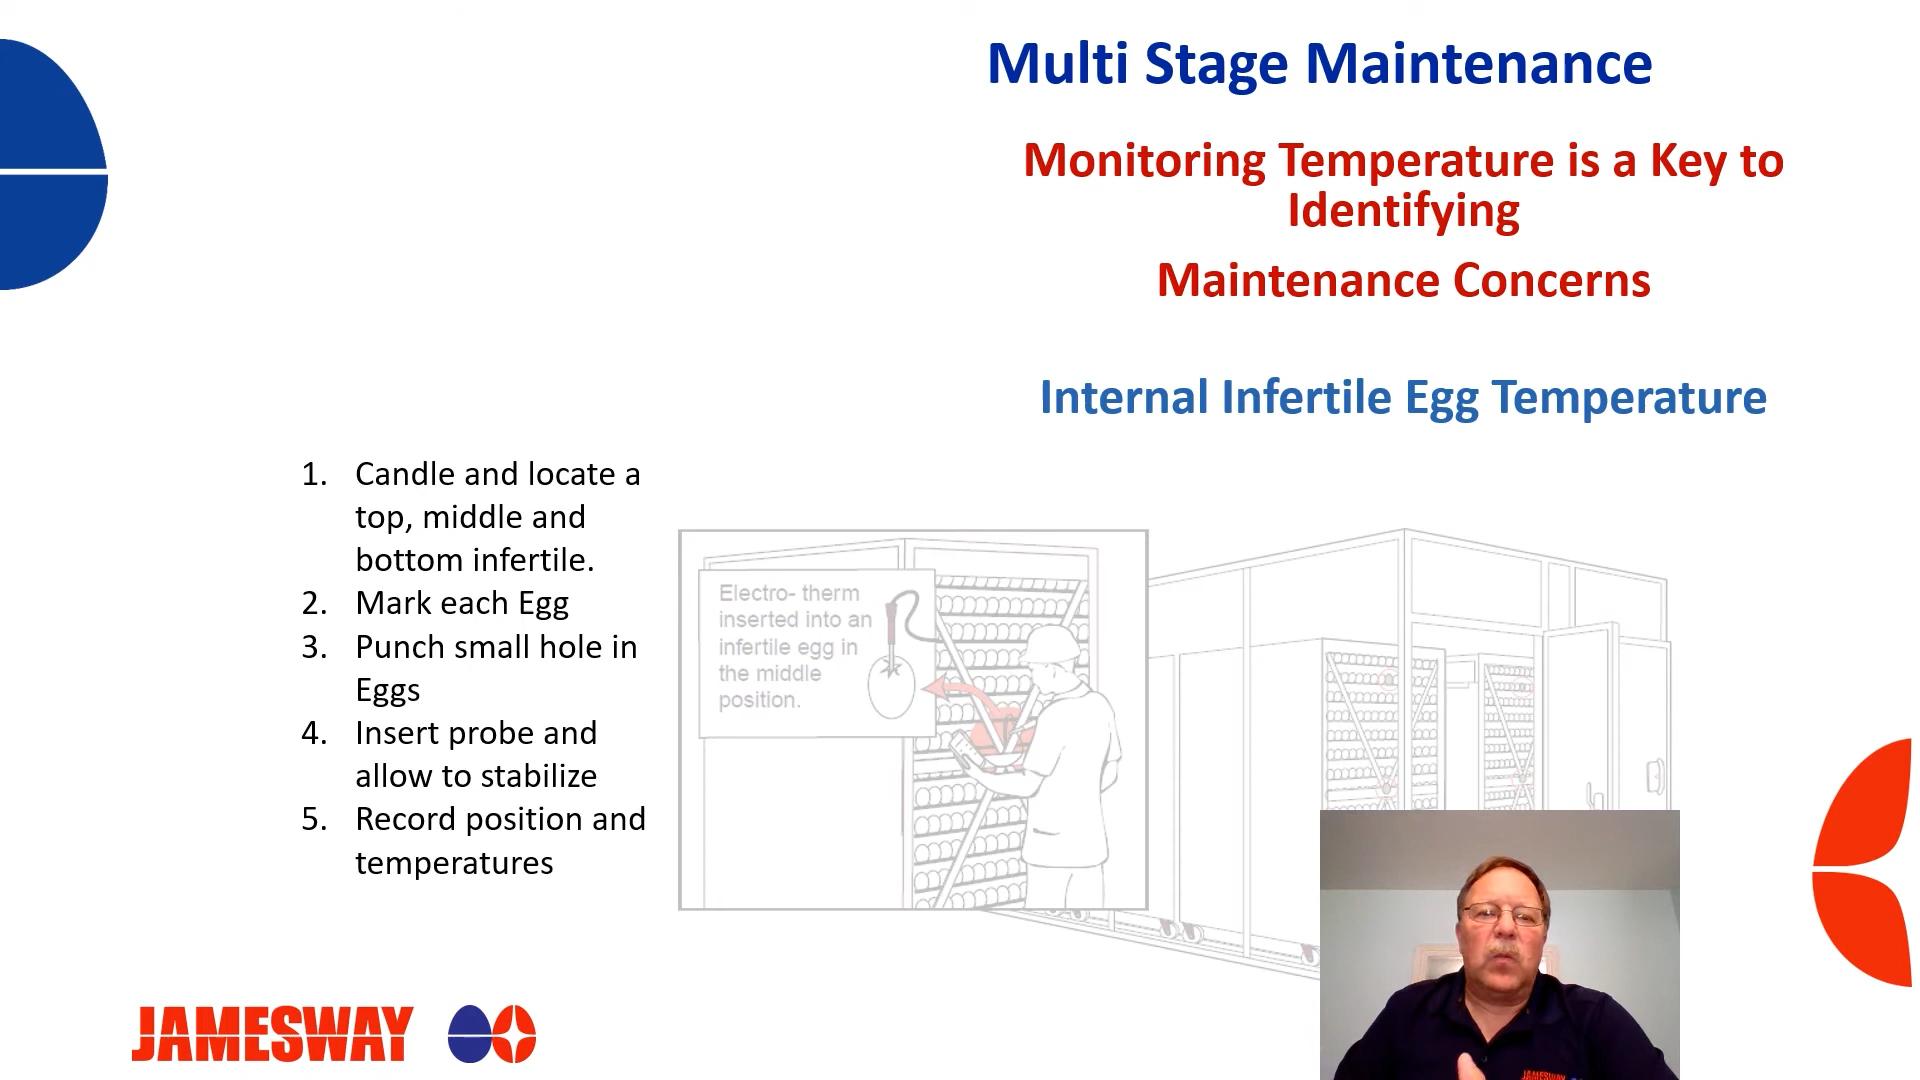 Multi Stage Maintenance
Monitoring Temperature is a Key to
Identifying
Maintenance Concerns
Internal Infertile Egg Temperature
1. Candle and locate a
top, middle and
bottom infertile.
2. Mark each Egg
3. Punch small hole in
Eggs
4. Insert probe and
allow to stabilize
5. Record position and
temperatures
Electro- therm
inserted into an
infertile egg in
the middle
position.
JAMESWAY
JAMESWAY